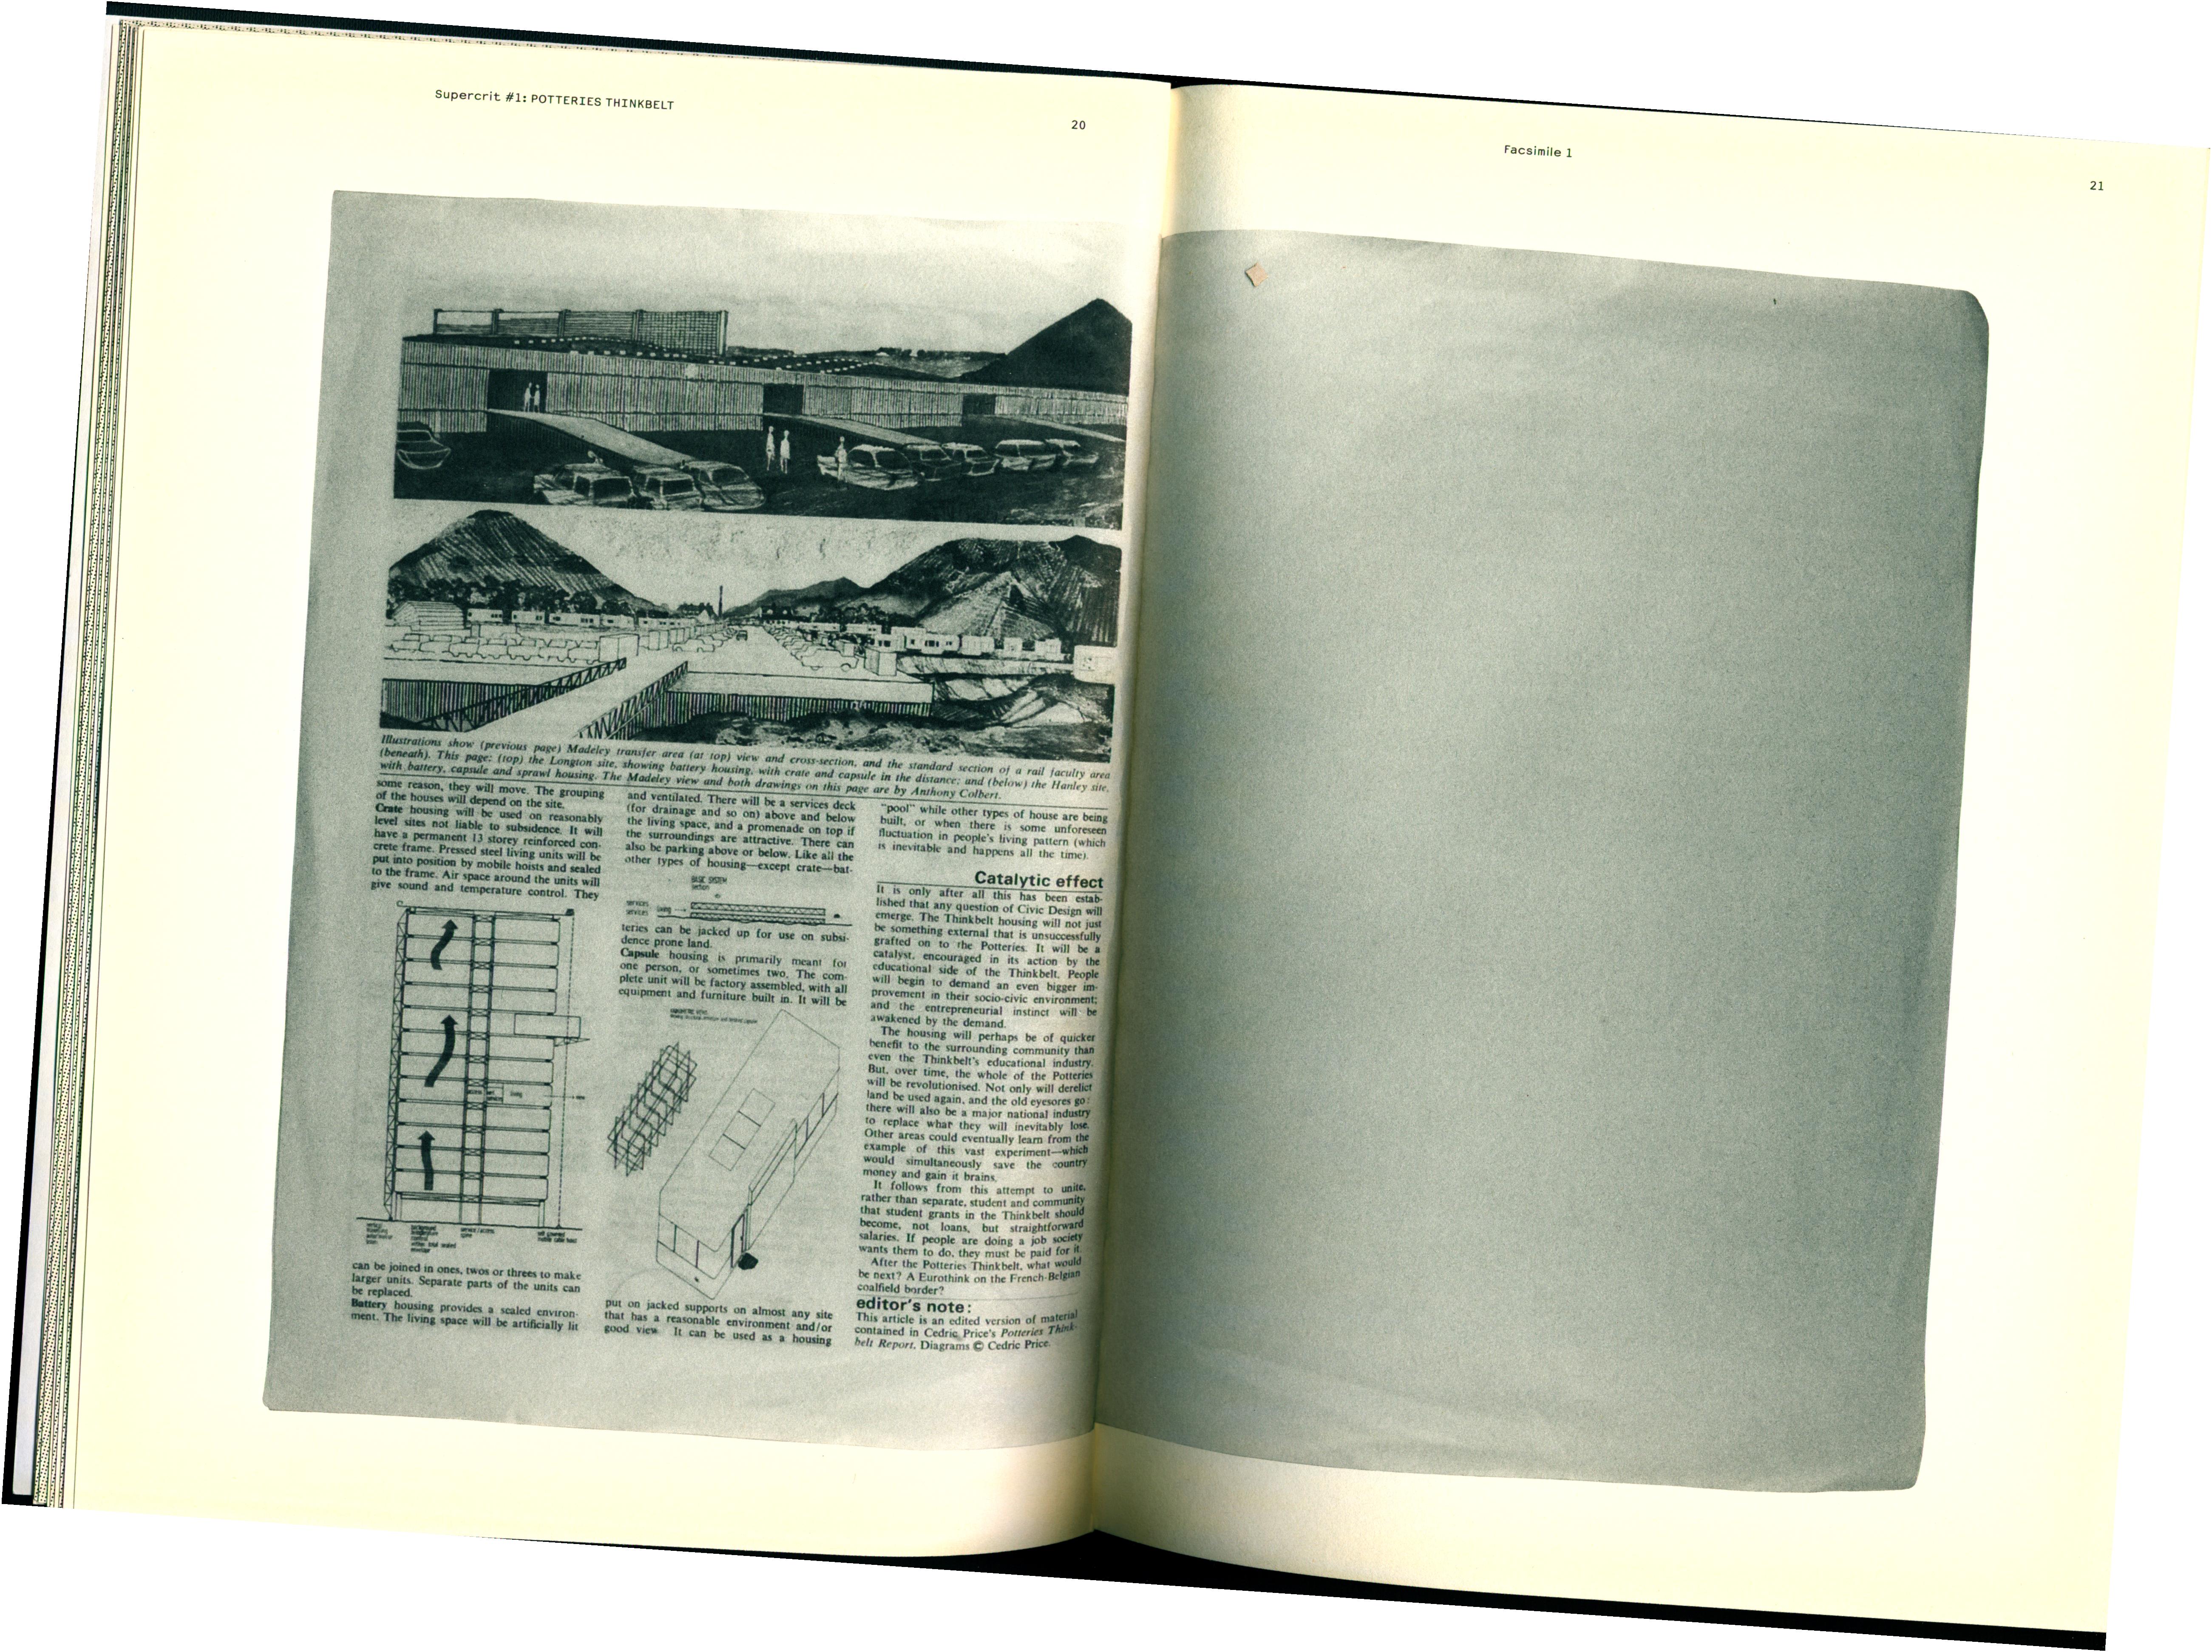 Supercrit #1: POTTERIES THINKBELT
20
Illustrations show (previous page) Madeley transfer area (at top) view and cross-section, and the standard section of a rail faculty area
(beneath). This page: (top) the Longton site, showing battery housing, with crate and capsule in the distance; and (below) the Hanley site,
with battery, capsule and sprawl housing. The Madeley view and both drawings on this page are by Anthony Colbert.
some reason, they will move. The grouping
of the houses will depend on the site.
Crate housing will be used on reasonably
level sites not liable to subsidence. It will
have a permanent 13 storey reinforced con-
crete frame. Pressed steel living units will be
put into position by mobile hoists and sealed
to the frame. Air space around the units will
give sound and temperature control. They
service/access
can be joined in ones, twos or threes to make
larger units. Separate parts of the units can
be replaced.
Battery housing provides a sealed environ-
ment. The living space will be artificially lit
and ventilated. There will be a services deck
(for drainage and so on) above and below
the living space, and a promenade on top if
the surroundings are attractive. There can
also be parking above or below. Like all the
other types of housing—except crate—bat-
BASIC SYSTEM
section
services
services
living
teries can be jacked up for use on subsi-
dence prone land.
Capsule housing is primarily meant for
one person, or sometimes two. The com-
plete unit will be factory assembled, with all
equipment and furniture built in. It will be
put on jacked supports on almost any site
that has a reasonable environment and/or
good view. It can be used as a housing
"pool" while other types of house are being
built, or when there is some unforeseen
fluctuation in people's living pattern (which
is inevitable and happens all the time).
Catalytic effect
It is only after all this has been estab-
lished that any question of Civic Design will
emerge. The Thinkbelt housing will not just
be something external that is unsuccessfully
grafted on to the Potteries. It will be a
catalyst, encouraged in its action by the
educational side of the Thinkbelt. People
will begin to demand an even bigger im-
provement in their socio-civic environment;
and the entrepreneurial instinct will be
awakened by the demand.
The housing will perhaps be of quicker
benefit to the surrounding community than
even the Thinkbelt's educational industry.
But, over time, the whole of the Potteries
will be revolutionised. Not only will derelict
land be used again, and the old eyesores go:
there will also be a major national industry
to replace what they will inevitably lose.
Other areas could eventually learn from the
example of this vast experiment—which
would simultaneously save the country
money and gain it brains.
It follows from this attempt to unite,
rather than separate, student and community
that student grants in the Thinkbelt should
become, not loans, but straightforward
salaries. If people are doing a job society
wants them to do, they must be paid for it.
After the Potteries Thinkbelt, what would
be next? A Eurothink on the French-Belgian
coalfield border?
editor's note:
This article is an edited version of material
contained in Cedric Price's Potteries Think-
belt Report. Diagrams © Cedric Price.
Facsimile 1
21